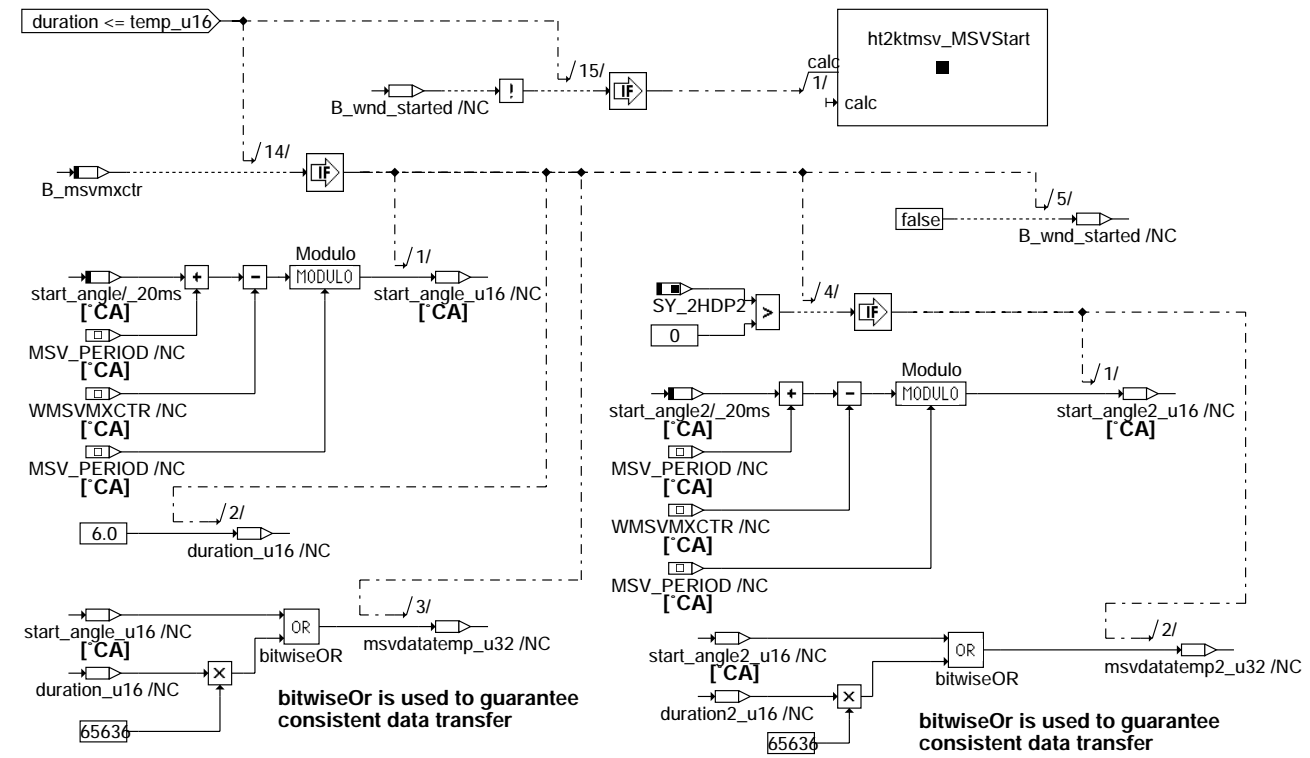 duration <= temp_u16
ht2ktmsv_MSVStart
calc
1/
calc
15/
!
IF
B_wnd_started /NC
14/
IF
B_msvmxctr
5/
false
B_wnd_started /NC
Modulo
1/
+
-
MODULO
start_angle/_20ms
[°CA]
start_angle_u16 /NC
[°CA]
MSV_PERIOD /NC
[°CA]
WMSVMXCTR /NC
[°CA]
MSV_PERIOD /NC
[°CA]
2/
6.0
duration_u16 /NC
3/
start_angle_u16 /NC
[°CA]
OR
bitwiseOR
msvdatatemp_u32 /NC
duration_u16 /NC
×
65636
bitwiseOr is used to guarantee
consistent data transfer
4/
SY_2HDP2
>
IF
0
Modulo
1/
+
-
MODULO
start_angle2/_20ms
[°CA]
start_angle2_u16 /NC
[°CA]
MSV_PERIOD /NC
[°CA]
WMSVMXCTR /NC
[°CA]
MSV_PERIOD /NC
[°CA]
2/
start_angle2_u16 /NC
[°CA]
OR
bitwiseOR
msvdatatemp2_u32 /NC
duration2_u16 /NC
×
65636
bitwiseOr is used to guarantee
consistent data transfer